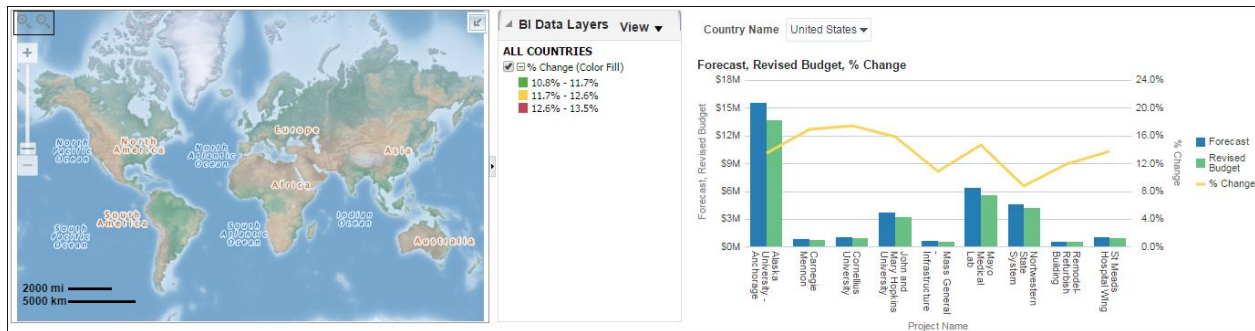 North
Pacific
Ocean
North
America
North
Atlantic
Ocean
Europe
Asia
Africa
South
America
South
Pacific
Ocean
South
Atlantic
Ocean
Indian
Ocean
Australia
2000 mi
5000 km
BI Data Layers View
ALL COUNTRIES
% Change (Color Fill)
10.8% - 11.7%
11.7% - 12.6%
12.6% - 13.5%
Country Name United States
Forecast, Revised Budget, % Change
Forecast, Revised Budget
$18M
$15M
$12M
$9M
$6M
$3M
$0M
24.0%
20.0%
16.0%
12.0%
8.0%
4.0%
0.0%
% Change
Forecast
Revised
Budget
% Change
Alaska
University -
Anchorage
Carnegie
Mennon
Cornelius
University
John and
Mary Hopkins
University
Mass General
-
Infrastructure
Mayo
Medical
Lab
Nortwestern
State
System
Remodel-
Refurbish
Building
St Meads
Hospital Wing
Project Name